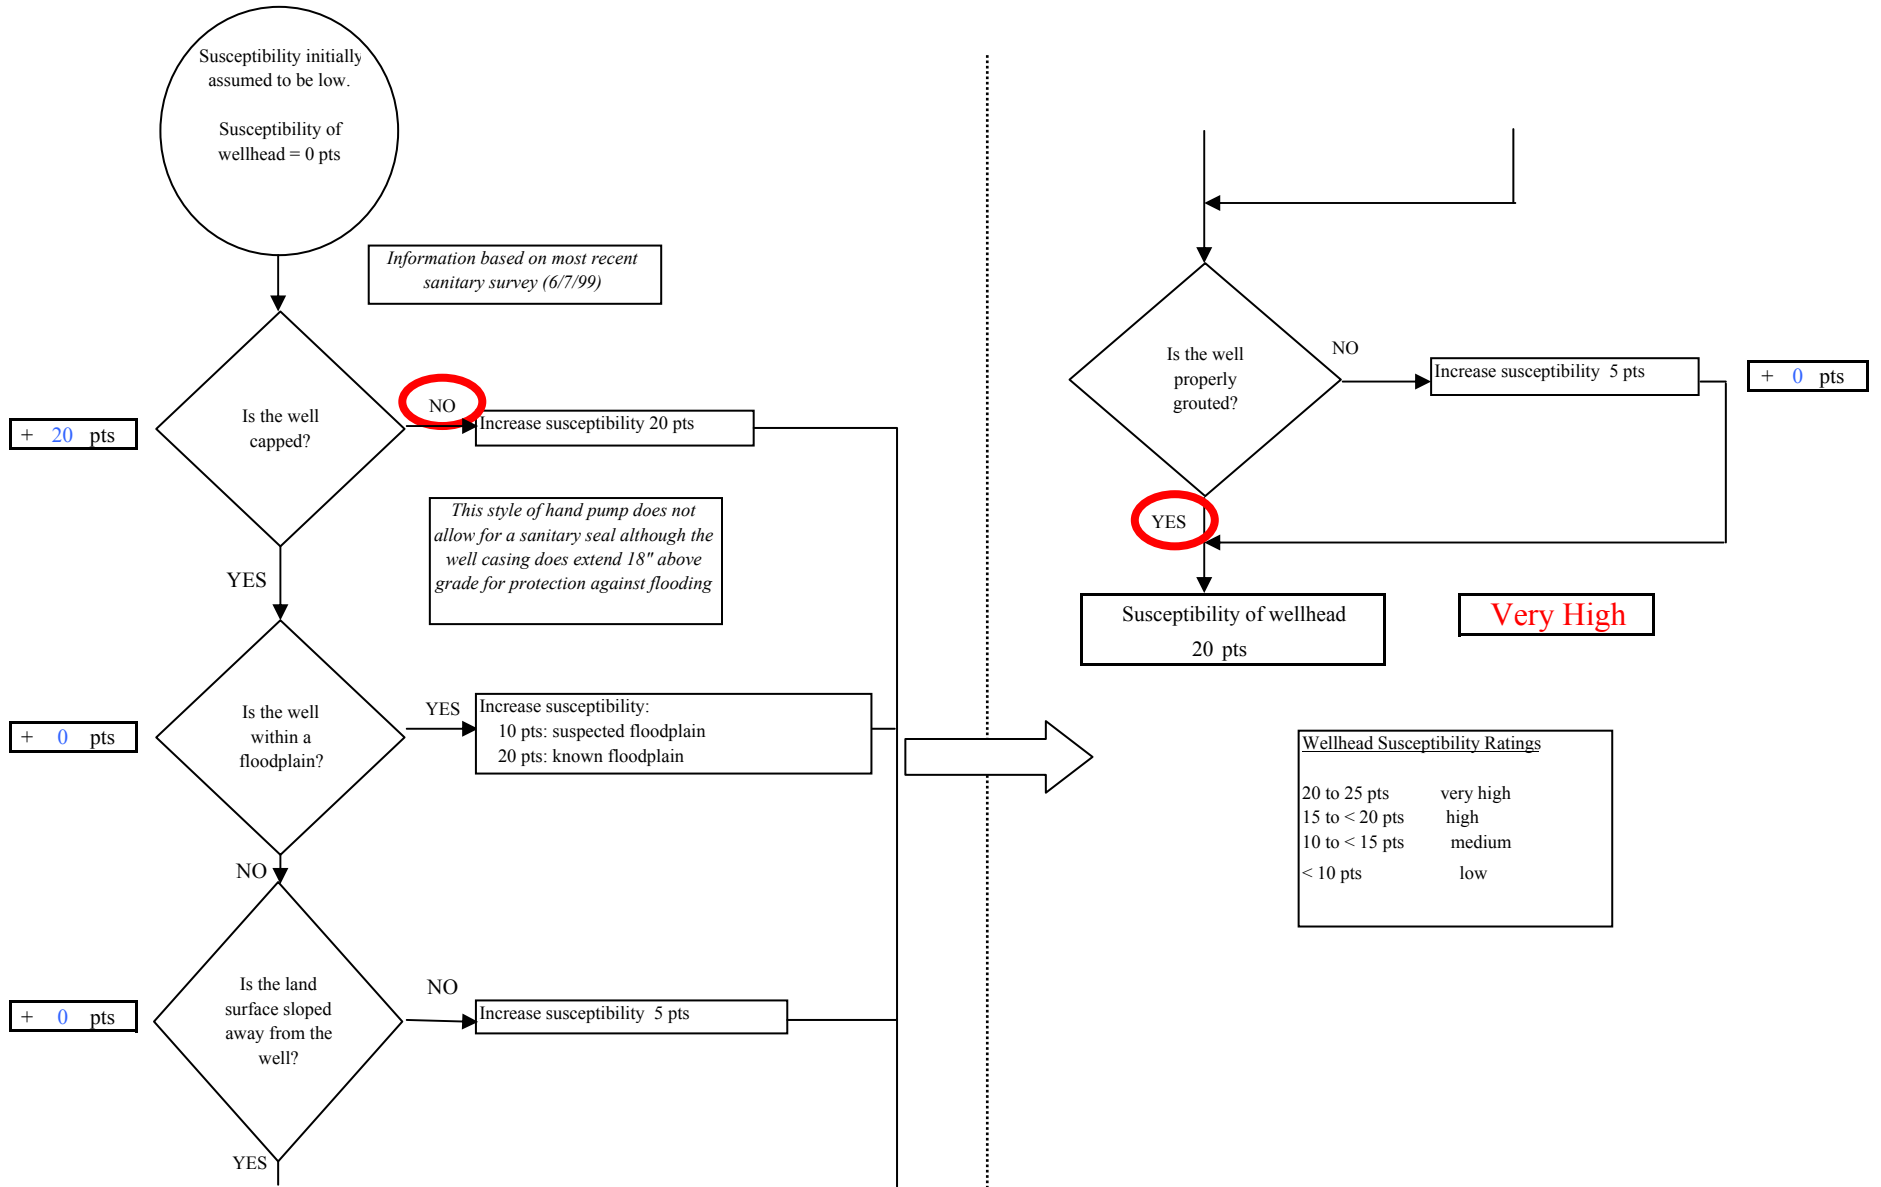 Susceptibility initially
assumed to be low.
Susceptibility of
wellhead = 0 pts
Information based on most recent
sanitary survey (6/7/99)
Is the well
capped?
NO
Increase susceptibility 20 pts
+ 20 pts
This style of hand pump does not
allow for a sanitary seal although the
well casing does extend 18" above
grade for protection against flooding
YES
Is the well
within a
floodplain?
YES
Increase susceptibility:
10 pts: suspected floodplain
20 pts: known floodplain
+ 0 pts
NO
Is the land
surface sloped
away from the
well?
NO
Increase susceptibility 5 pts
+ 0 pts
YES
Is the well
properly
grouted?
NO
Increase susceptibility 5 pts
+ 0 pts
YES
Susceptibility of wellhead
20 pts
Very High
Wellhead Susceptibility Ratings
20 to 25 pts very high
15 to < 20 pts high
10 to < 15 pts medium
< 10 pts low